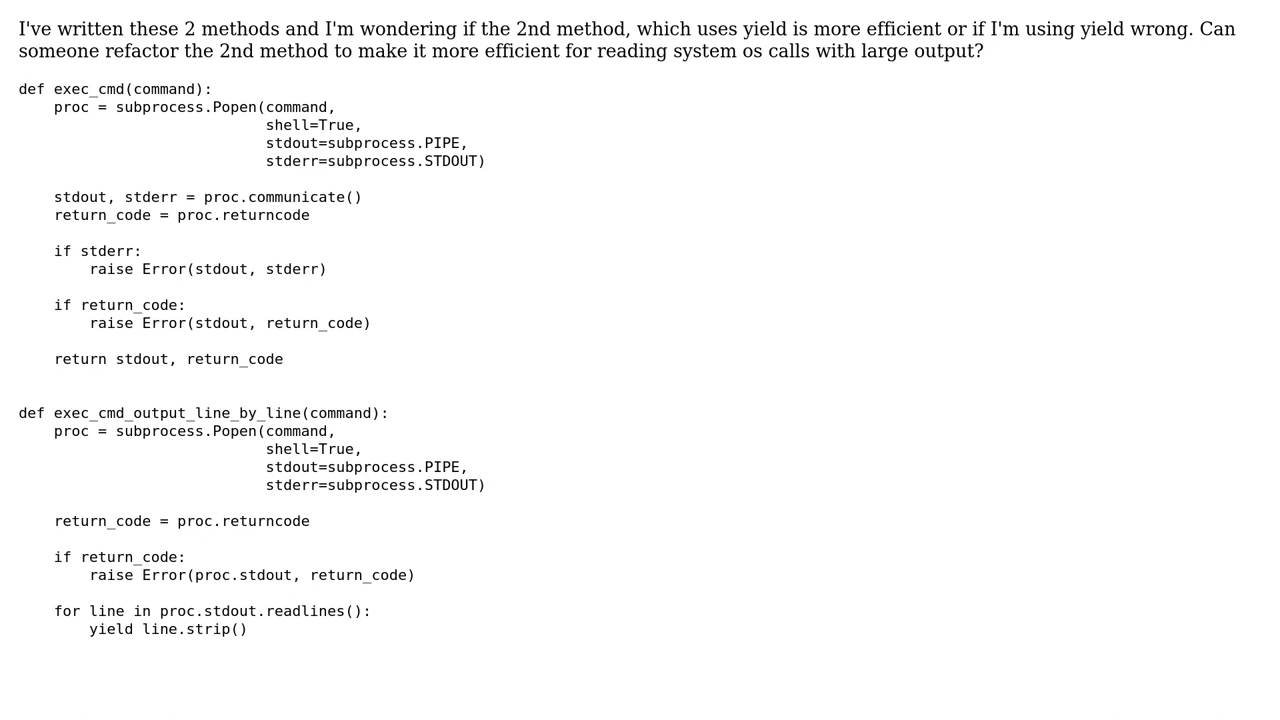 I've written these 2 methods and I'm wondering if the 2nd method, which uses yield is more efficient or if I'm using yield wrong. Can
someone refactor the 2nd method to make it more efficient for reading system os calls with large output?
def exec_cmd(command):
    proc = subprocess.Popen(command,
                            shell=True,
                            stdout=subprocess.PIPE,
                            stderr=subprocess.STDOUT)

    stdout, stderr = proc.communicate()
    return_code = proc.returncode

    if stderr:
        raise Error(stdout, stderr)

    if return_code:
        raise Error(stdout, return_code)

    return stdout, return_code


def exec_cmd_output_line_by_line(command):
    proc = subprocess.Popen(command,
                            shell=True,
                            stdout=subprocess.PIPE,
                            stderr=subprocess.STDOUT)

    return_code = proc.returncode

    if return_code:
        raise Error(proc.stdout, return_code)

    for line in proc.stdout.readlines():
        yield line.strip()